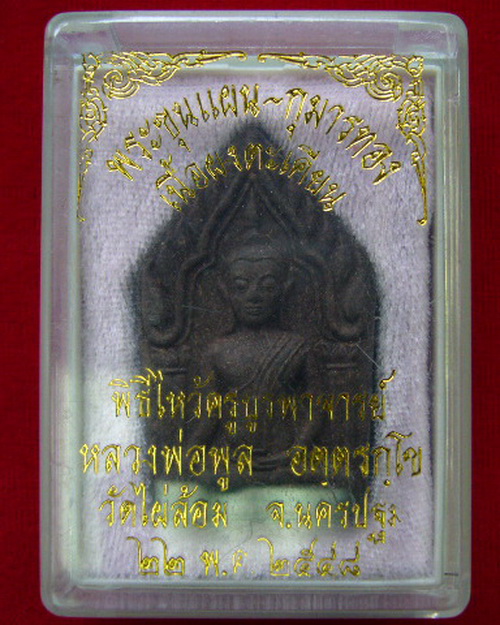 พระขุนแผน~กุมารทอง
เนื้อผงตะเคียน
พิธีไหว้ครูบูรพาจารย์
หลวงพ่อพูล อตฺตรกฺโข
วัดไผ่ล้อม จ.นครปฐม
๒๒ พ.ค ๒๕๔๘